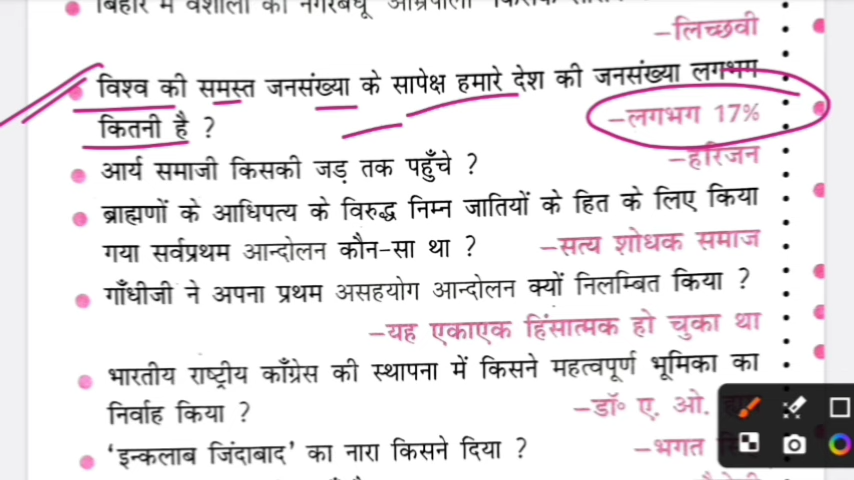 बिहार में वैशाली की नगरबधू आम्रपाली
–लिच्छवी
विश्व की समस्त जनसंख्या के सापेक्ष हमारे देश की जनसंख्या लगभग
कितनी है ? –लगभग 17%
आर्य समाजी किसकी जड़ तक पहुँचे ? –हरिजन
ब्राह्मणों के आधिपत्य के विरुद्ध निम्न जातियों के हित के लिए किया
गया सर्वप्रथम आन्दोलन कौन-सा था ? –सत्य शोधक समाज
गाँधीजी ने अपना प्रथम असहयोग आन्दोलन क्यों निलम्बित किया ?
–यह एकाएक हिंसात्मक हो चुका था
भारतीय राष्ट्रीय काँग्रेस की स्थापना में किसने महत्वपूर्ण भूमिका का
निर्वाह किया ? –डॉ॰ ए. ओ.
‘इन्कलाब जिंदाबाद’ का नारा किसने दिया ? –भगत